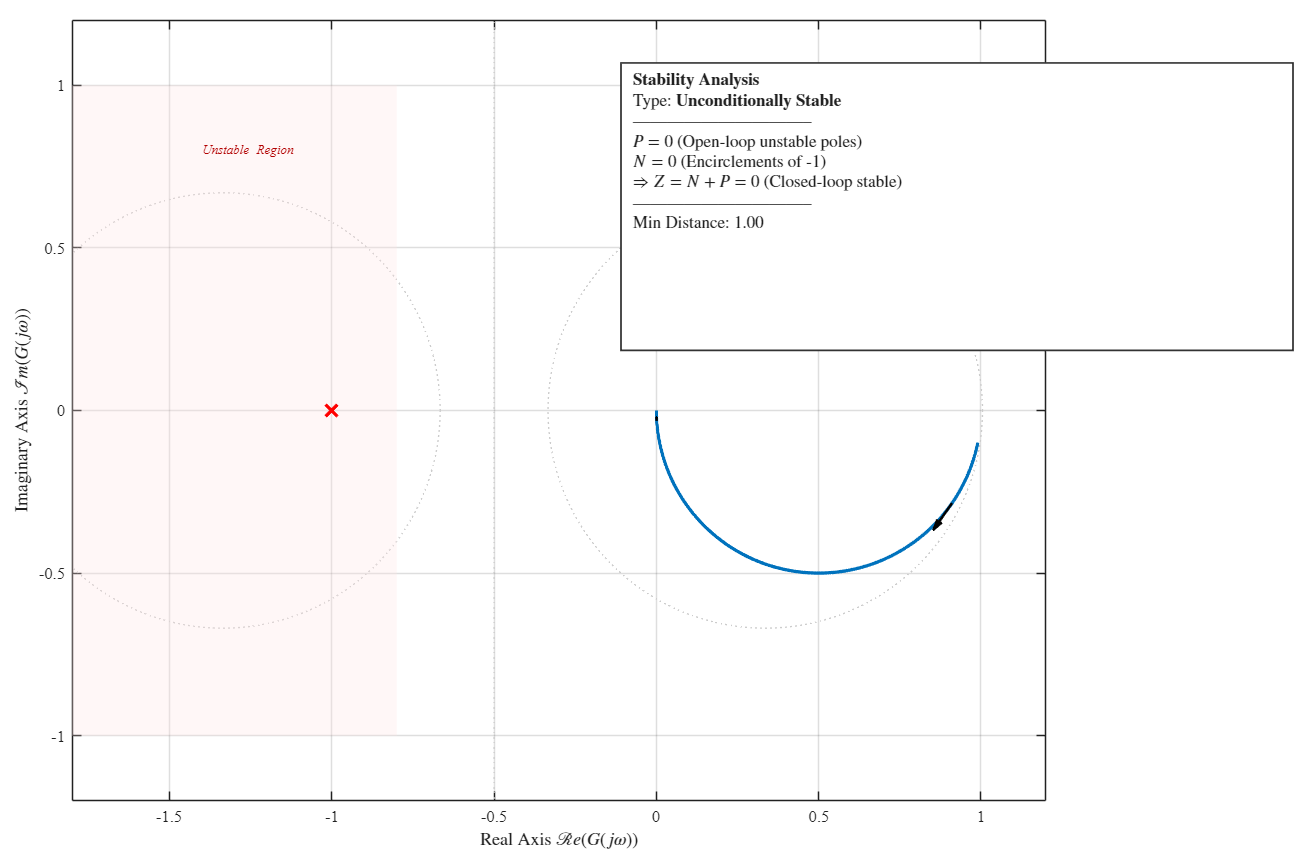 Stability Analysis
Type: Unconditionally Stable
P = 0 (Open-loop unstable poles)
N = 0 (Encirclements of -1)
⇒ Z = N + P = 0 (Closed-loop stable)
Min Distance: 1.00
Unstable Region
1
0.5
0
-0.5
-1
-1.5
-1
-0.5
0
0.5
1
Imaginary Axis ℐm(G(jω))
Real Axis ℛe(G(jω))